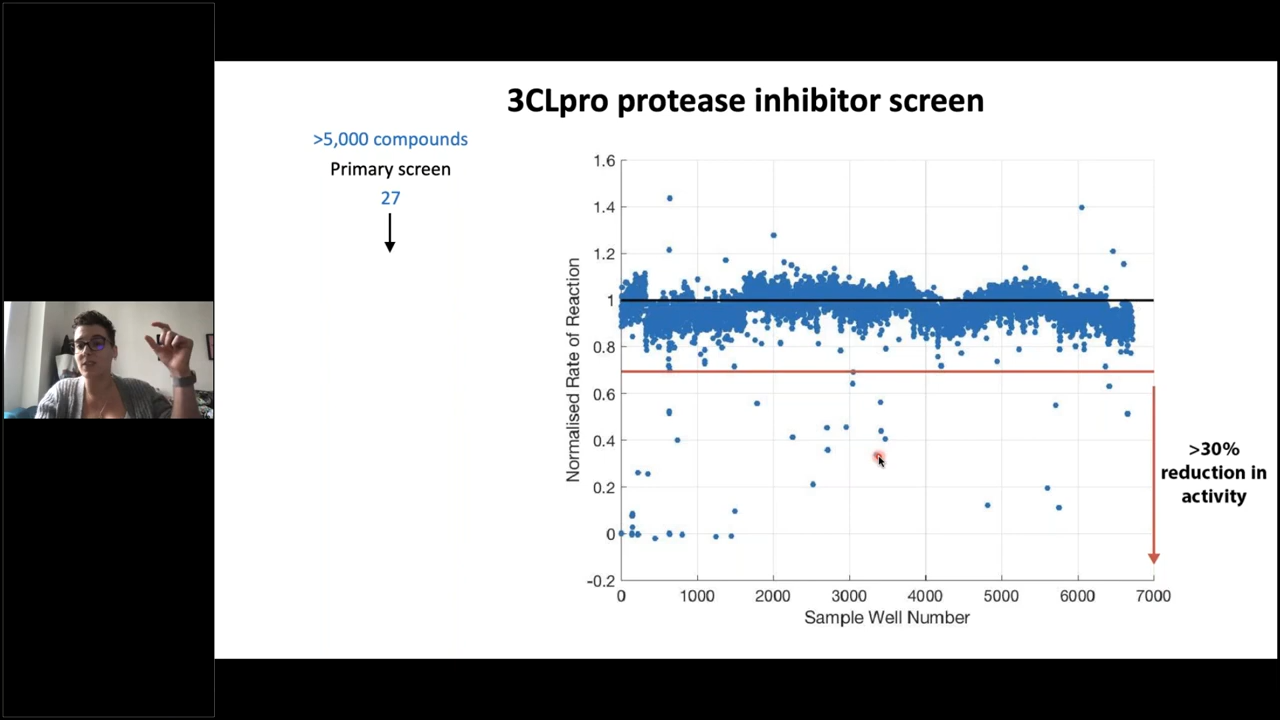 3CLpro protease inhibitor screen
>5,000 compounds
Primary screen
27
Normalised Rate of Reaction
1.6
1.4
1.2
1
0.8
0.6
0.4
0.2
0
-0.2
0 1000 2000 3000 4000 5000 6000 7000
Sample Well Number
>30%
reduction in
activity